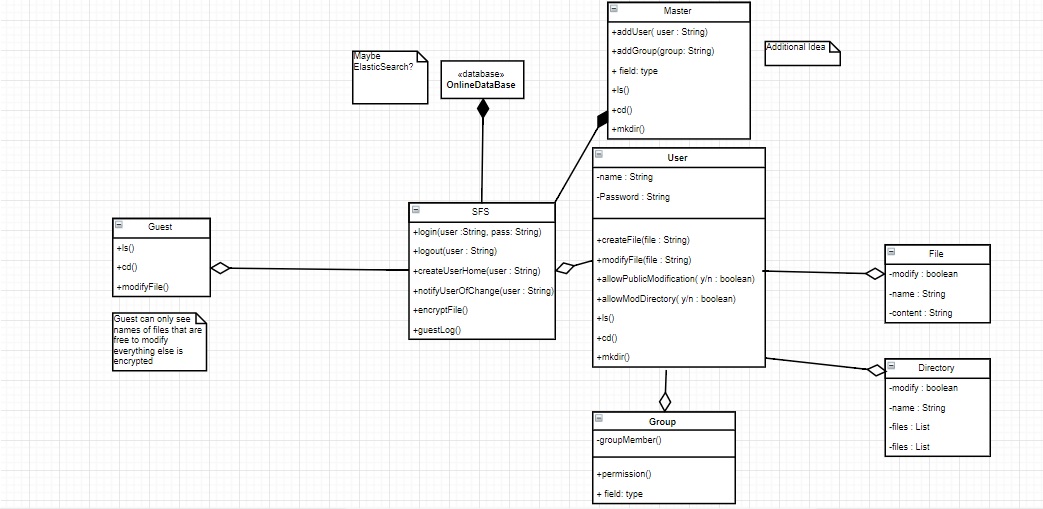 Master
+addUser( user : String)
+addGroup(group: String)
+ field: type
+ls()
+cd()
+mkdir()
Additional Idea
Maybe
ElasticSearch?
«database»
OnlineDataBase
User
-name : String
-Password : String
+createFile(file : String)
+modifyFile(file : String)
+allowPublicModification( y/n : boolean)
+allowModDirectory( y/n : boolean)
+ls()
+cd()
+mkdir()
SFS
+login(user :String, pass: String)
+logout(user : String)
+createUserHome(user : String)
+notifyUserOfChange(user : String)
+encryptFile()
+guestLog()
Guest
+ls()
+cd()
+modifyFile()
Guest can only see
names of files that are
free to modify
everything else is
encrypted
File
-modify : boolean
-name : String
-content : String
Directory
-modify : boolean
-name : String
-files : List
-files : List
Group
-groupMember()
+permission()
+ field: type